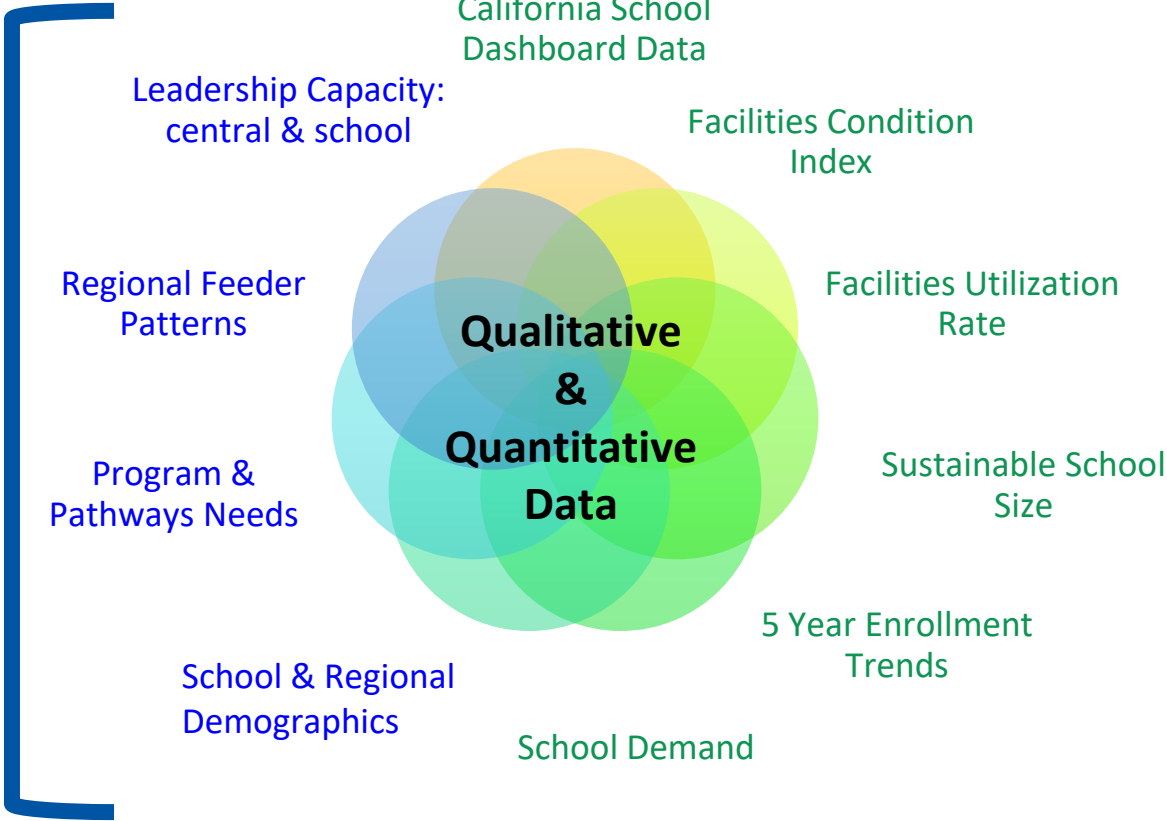 California School
Dashboard Data
Leadership Capacity:
central & school
Facilities Condition
Index
Regional Feeder
Patterns
Facilities Utilization
Rate
Qualitative
&
Quantitative
Data
Program &
Pathways Needs
Sustainable School
Size
5 Year Enrollment
Trends
School & Regional
Demographics
School Demand